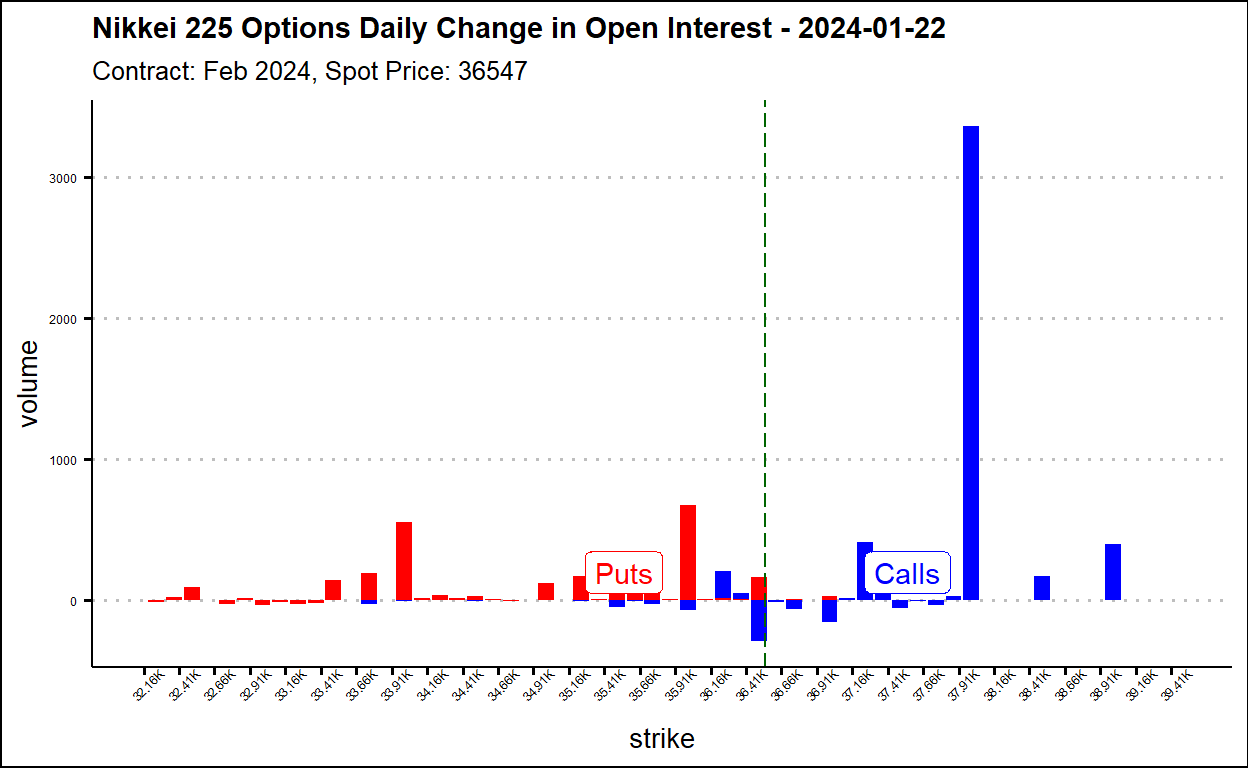 Nikkei 225 Options Daily Change in Open Interest - 2024-01-22
Contract: Feb 2024, Spot Price: 36547
volume
3000
2000
1000
0
Puts
Calls
32.16K
32.41K
32.66K
32.91K
33.16K
33.41K
33.66K
33.91K
34.16K
34.41K
34.66K
34.91K
35.16K
35.41K
35.66K
35.91K
36.16K
36.41K
36.66K
36.91K
37.16K
37.41K
37.66K
37.91K
38.16K
38.41K
38.66K
38.91K
39.16K
39.41K
strike